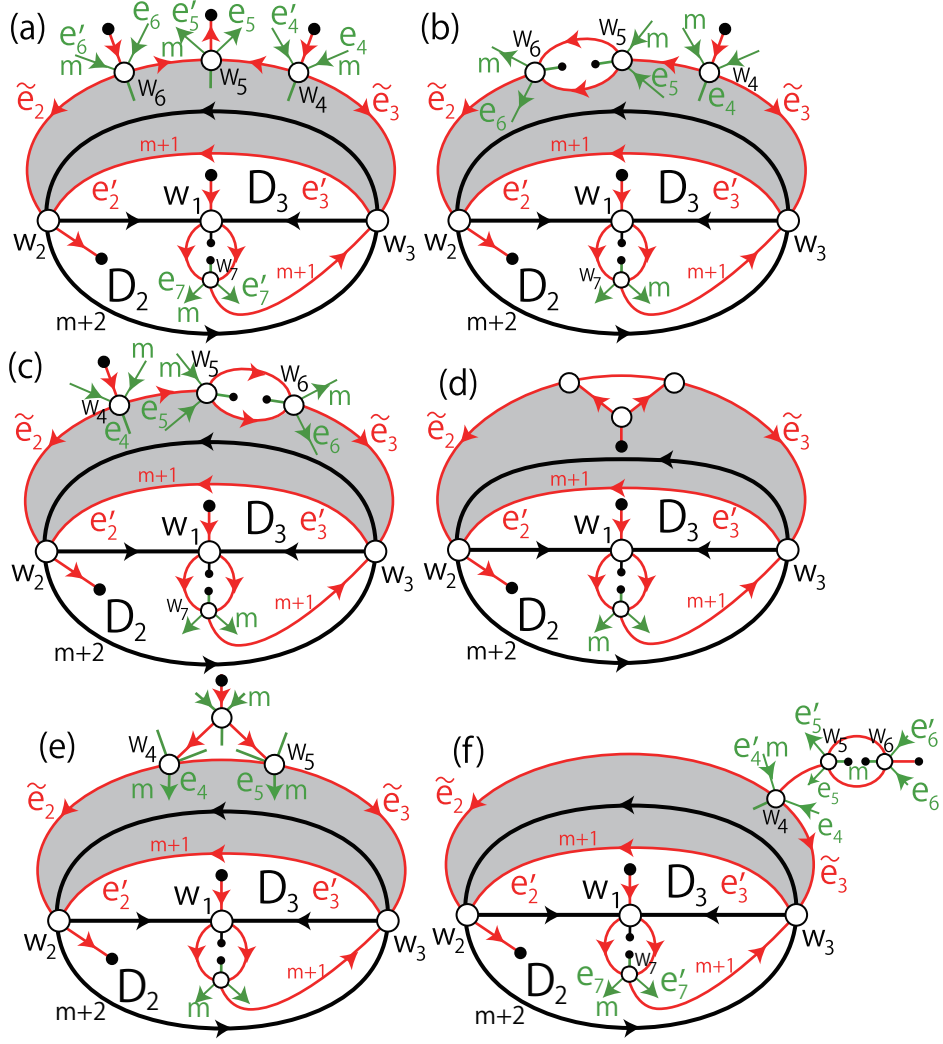 (a)
e′6 e6 e′5 e5 e′4 e4
m m m
w6 w5 w4
ẽ2 ẽ3
m+1
e′2 w1 D3 e′3
w2 w3
w7
e7 e′7 m+1
D2 m
m+2
(b)
w6 w5 m
m w4
e5
ẽ2 e6 e4 ẽ3
m+1
e′2 w1 D3 e′3
w2 w3
w7 m m+1
D2
m+2
(c)
m m w5 w6 m
w4
ẽ2 e4 e5 e6 ẽ3
m+1
e′2 w1 D3 e′3
w2 w3
w7 m m+1
D2
m+2
(d)
ẽ2 ẽ3
m+1
e′2 w1 D3 e′3
w2 w3
m+1
D2 m
m+2
(e)
m
w4 w5
m e4 e5 m
ẽ2 ẽ3
m+1
e′2 w1 D3 e′3
w2 w3
m+1
D2 m
m+2
(f)
e′5 w5 w6 e′6
e′4 m m
e5 e6
w4 e4
ẽ2 ẽ3
m+1
e′2 w1 D3 e′3
w2 w3
w7
e7 e′7 m+1
D2 m
m+2